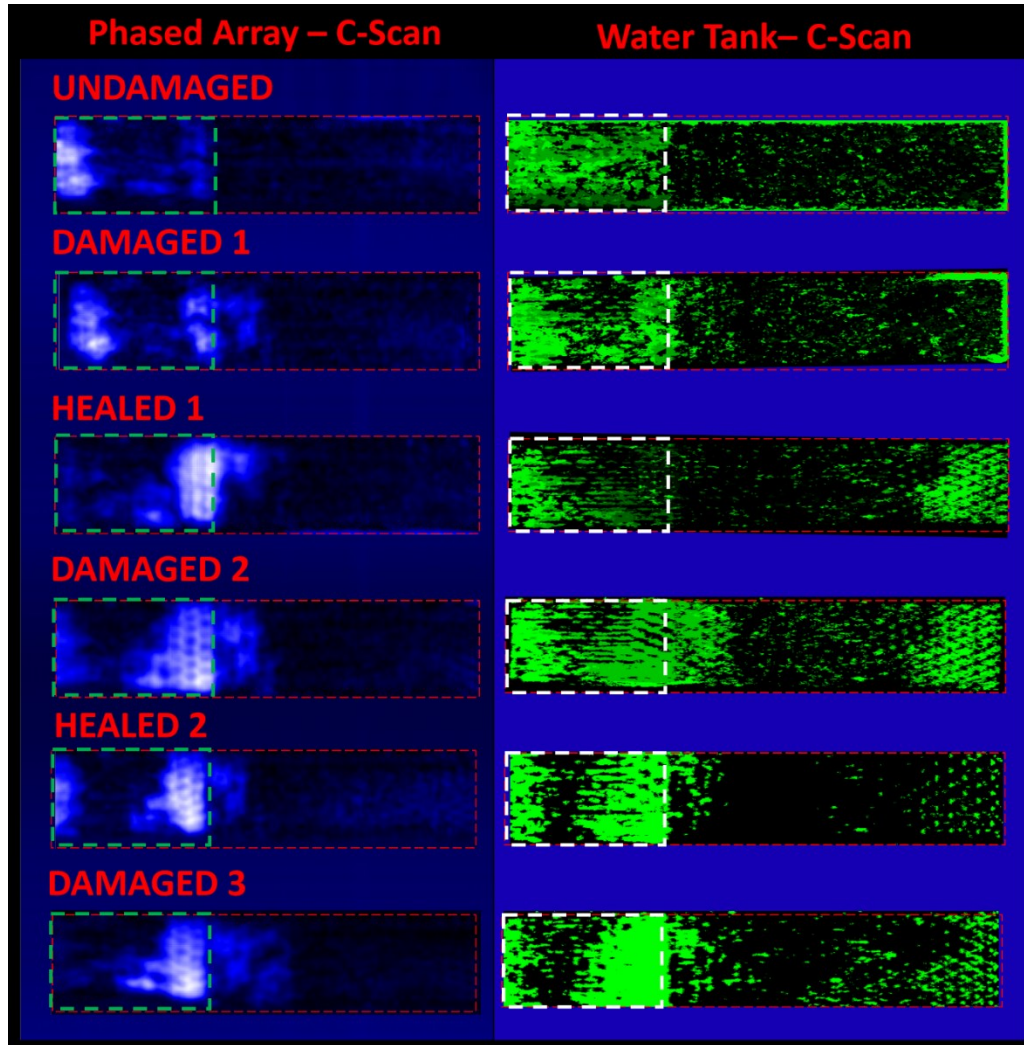 Phased Array – C-Scan
Water Tank– C-Scan
UNDAMAGED
DAMAGED 1
HEALED 1
DAMAGED 2
HEALED 2
DAMAGED 3